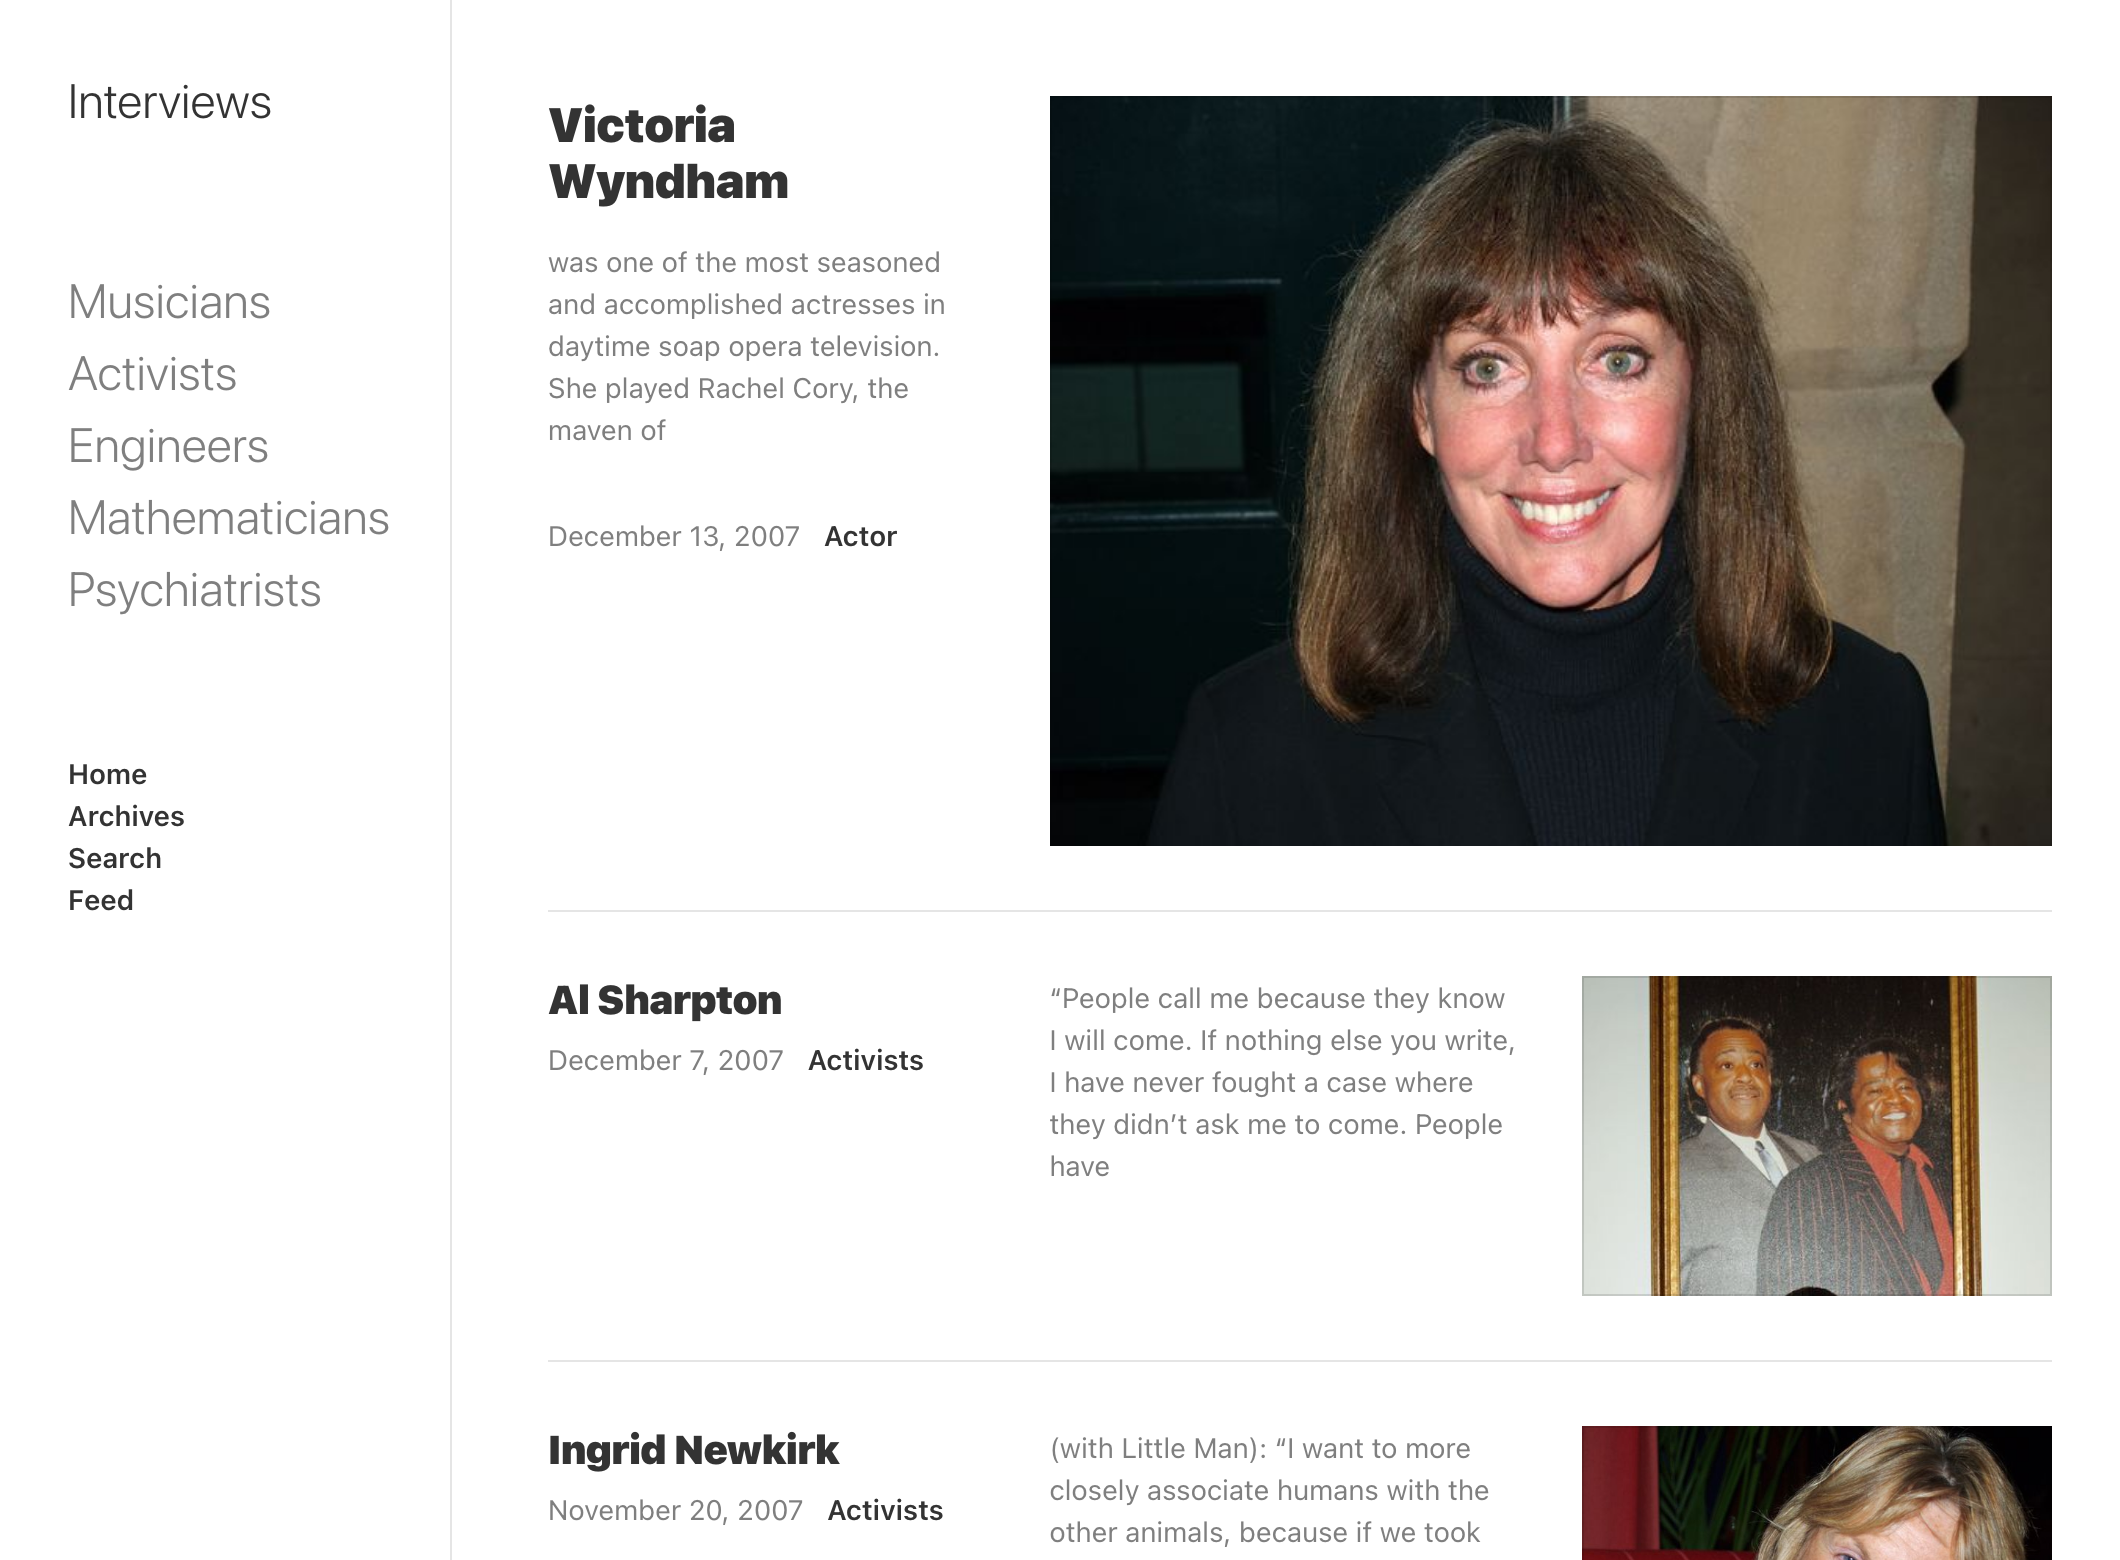 Interviews
Musicians
Activists
Engineers
Mathematicians
Psychiatrists
Home
Archives
Search
Feed
Victoria
Wyndham
was one of the most seasoned
and accomplished actresses in
daytime soap opera television.
She played Rachel Cory, the
maven of
December 13, 2007 Actor
Al Sharpton
December 7, 2007 Activists
“People call me because they know
I will come. If nothing else you write,
I have never fought a case where
they didn’t ask me to come. People
have
Ingrid Newkirk
November 20, 2007 Activists
(with Little Man): “I want to more
closely associate humans with the
other animals, because if we took